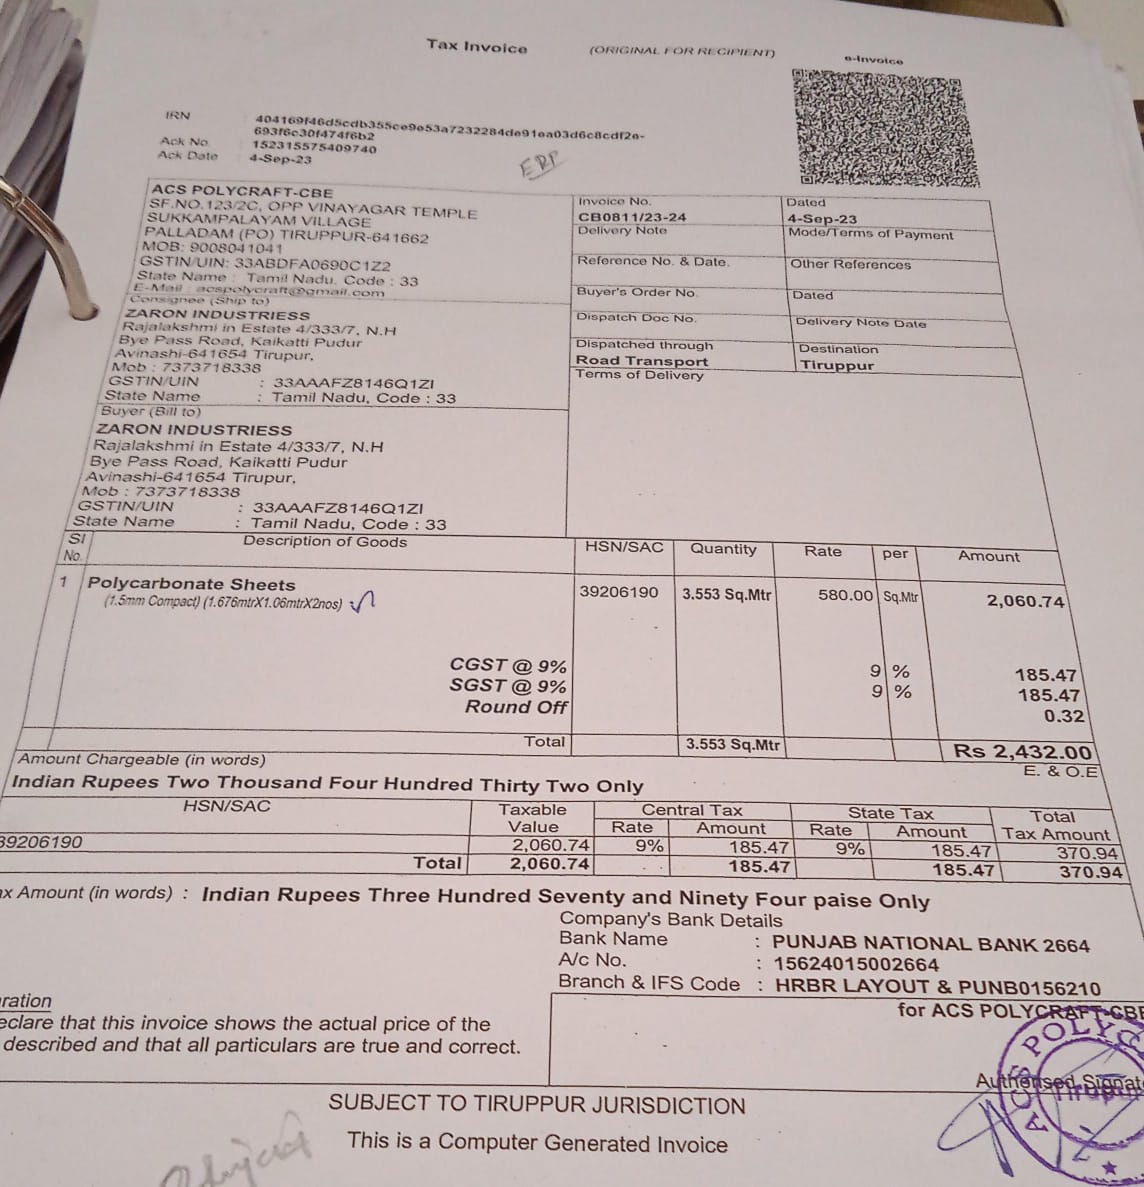 Tax Invoice (ORIGINAL FOR RECIPIENT) e-Invoice
IRN 404169f46d5cdb355ce9e53a7232284de91ea03d6c8cdf2e-
693f6c30f474f6b2
Ack No. 152315575409740
Ack Date 4-Sep-23
ERP
ACS POLYCRAFT-CBE
SF.NO.123/2C, OPP VINAYAGAR TEMPLE
SUKKAMPALAYAM VILLAGE
PALLADAM (PO) TIRUPPUR-641662
MOB: 9008041041
GSTIN/UIN: 33ABDFA0690C1Z2
State Name : Tamil Nadu, Code : 33
E-Mail : acspolycraft@gmail.com
Invoice No. Dated
CB0811/23-24 4-Sep-23
Delivery Note Mode/Terms of Payment
Reference No. & Date. Other References
Buyer's Order No. Dated
Dispatch Doc No. Delivery Note Date
Dispatched through Destination
Road Transport Tiruppur
Terms of Delivery
Consignee (Ship to)
ZARON INDUSTRIESS
Rajalakshmi in Estate 4/333/7, N.H
Bye Pass Road, Kaikatti Pudur
Avinashi-641654 Tirupur,
Mob : 7373718338
GSTIN/UIN : 33AAAFZ8146Q1ZI
State Name : Tamil Nadu, Code : 33
Buyer (Bill to)
ZARON INDUSTRIESS
Rajalakshmi in Estate 4/333/7, N.H
Bye Pass Road, Kaikatti Pudur
Avinashi-641654 Tirupur,
Mob : 7373718338
GSTIN/UIN : 33AAAFZ8146Q1ZI
State Name : Tamil Nadu, Code : 33
Sl No. Description of Goods HSN/SAC Quantity Rate per Amount
1 Polycarbonate Sheets 39206190 3.553 Sq.Mtr 580.00 Sq.Mtr 2,060.74
(1.5mm Compact) (1.676mtrX1.06mtrX2nos)
CGST @ 9% 9 % 185.47
SGST @ 9% 9 % 185.47
Round Off 0.32
Total 3.553 Sq.Mtr Rs 2,432.00
Amount Chargeable (in words) E. & O.E
Indian Rupees Two Thousand Four Hundred Thirty Two Only
HSN/SAC Taxable Value Central Tax State Tax Total Tax Amount
Rate Amount Rate Amount
39206190 2,060.74 9% 185.47 9% 185.47 370.94
Total 2,060.74 185.47 185.47 370.94
ax Amount (in words) : Indian Rupees Three Hundred Seventy and Ninety Four paise Only
Company's Bank Details
Bank Name : PUNJAB NATIONAL BANK 2664
A/c No. : 15624015002664
Branch & IFS Code : HRBR LAYOUT & PUNB0156210
aration
eclare that this invoice shows the actual price of the
described and that all particulars are true and correct.
for ACS POLYCRAFT-CBE
Authorised Signat
ACS POLYC
Tirupur
SUBJECT TO TIRUPPUR JURISDICTION
This is a Computer Generated Invoice